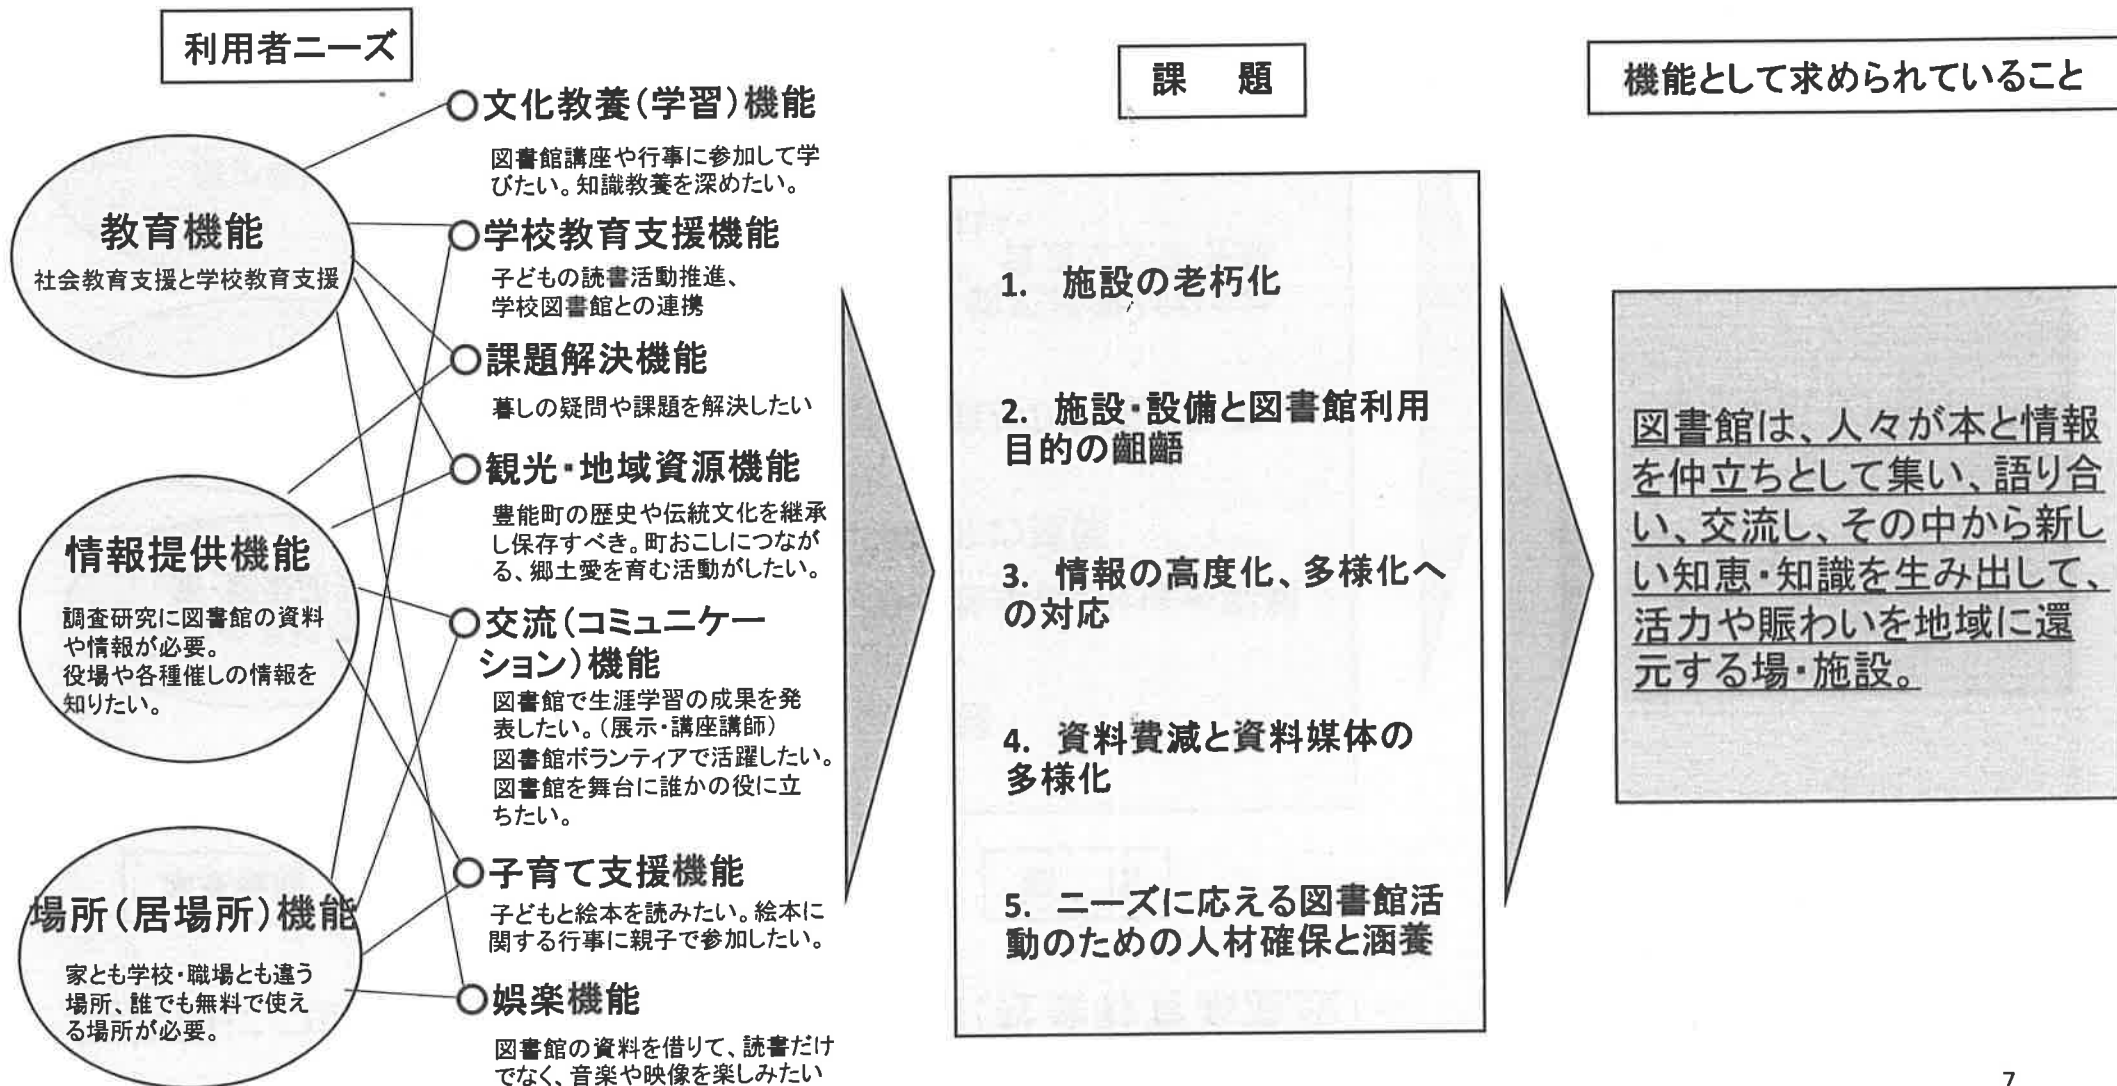 利用者ニーズ
教育機能
社会教育支援と学校教育支援
情報提供機能
調査研究に図書館の資料
や情報が必要。
役場や各種催しの情報を
知りたい。
場所(居場所)機能
家とも学校・職場とも違う
場所、誰でも無料で使え
る場所が必要。
○文化教養(学習)機能
図書館講座や行事に参加して学
びたい。知識教養を深めたい。
○学校教育支援機能
子どもの読書活動推進、
学校図書館との連携
○課題解決機能
暮しの疑問や課題を解決したい
○観光・地域資源機能
豊能町の歴史や伝統文化を継承
し保存すべき。町おこしにつなが
る、郷土愛を育む活動がしたい。
○交流(コミュニケー
ション)機能
図書館で生涯学習の成果を発
表したい。(展示・講座講師)
図書館ボランティアで活躍したい。
図書館を舞台に誰かの役に立
ちたい。
○子育て支援機能
子どもと絵本を読みたい。絵本に
関する行事に親子で参加したい。
○娯楽機能
図書館の資料を借りて、読書だけ
でなく、音楽や映像を楽しみたい
課 題
1. 施設の老朽化
2. 施設・設備と図書館利用
目的の齟齬
3. 情報の高度化、多様化へ
の対応
4. 資料費減と資料媒体の
多様化
5. ニーズに応える図書館活
動のための人材確保と涵養
機能として求められていること
図書館は、人々が本と情報
を仲立ちとして集い、語り合
い、交流し、その中から新し
い知恵・知識を生み出して、
活力や賑わいを地域に還
元する場・施設。
7